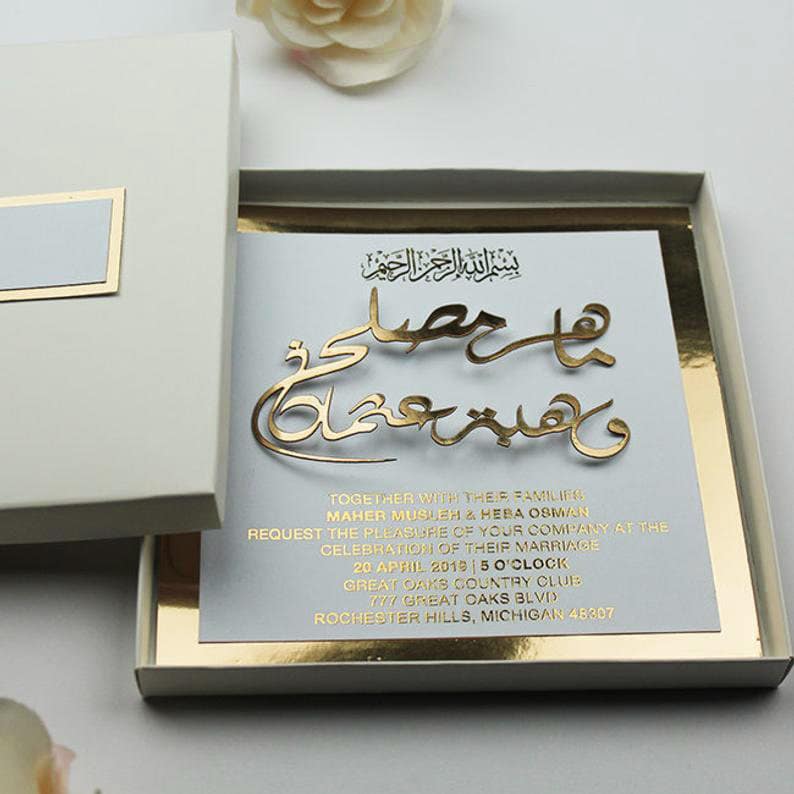 بسم الله الرحمن الرحيم
ماهر مصلح
وهبة عثمان
TOGETHER WITH THEIR FAMILIES
MAHER MUSLEH & HEBA OSMAN
REQUEST THE PLEASURE OF YOUR COMPANY AT THE
CELEBRATION OF THEIR MARRIAGE
20 APRIL 2019 | 5 O'CLOCK
GREAT OAKS COUNTRY CLUB
777 GREAT OAKS BLVD
ROCHESTER HILLS, MICHIGAN 48307